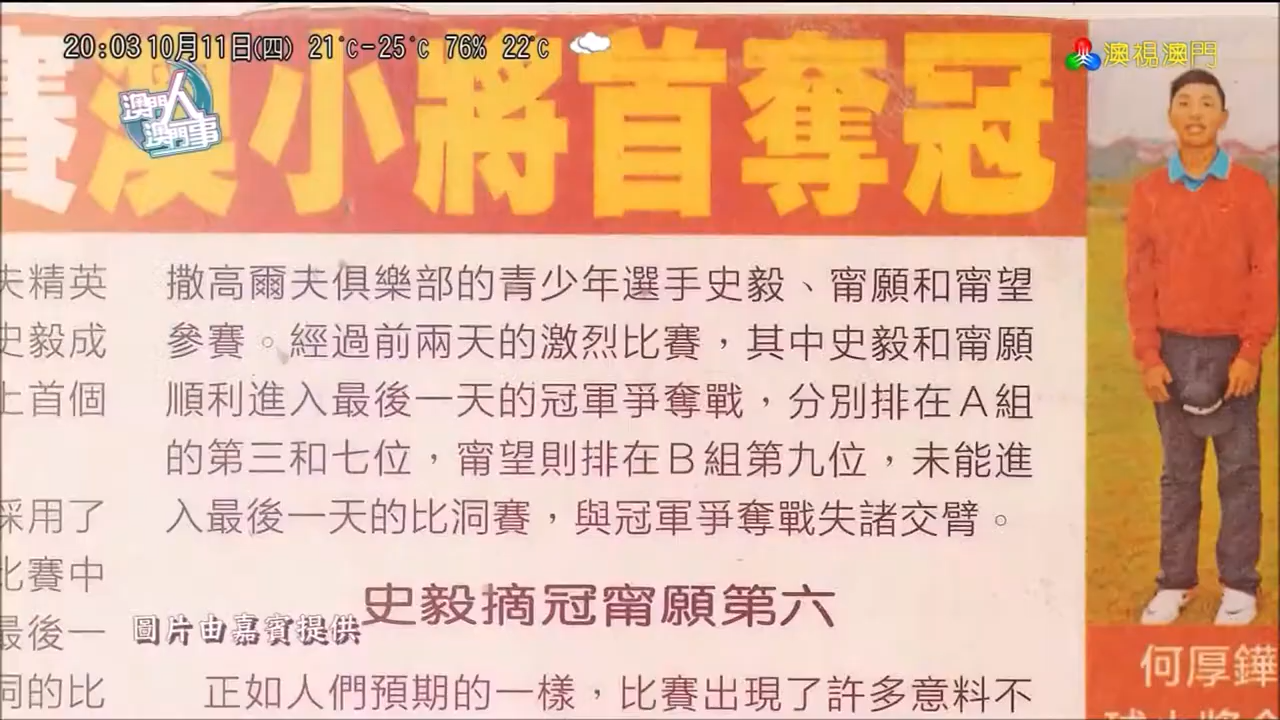 20:03 10月11日(四) 21°c-25°c 76% 22°c
澳視澳門
澳門人
澳門事
賽澳小將首奪冠
夫精英
史毅成
上首個
採用了
比賽中
最後一
洞的比
撒高爾夫俱樂部的青少年選手史毅、甯願和甯望
參賽。經過前兩天的激烈比賽，其中史毅和甯願
順利進入最後一天的冠軍爭奪戰，分別排在A組
的第三和七位，甯望則排在B組第九位，未能進
入最後一天的比洞賽，與冠軍爭奪戰失諸交臂。
史毅摘冠甯願第六
正如人們預期的一樣，比賽出現了許多意料不
圖片由嘉賓提供
何厚鏵